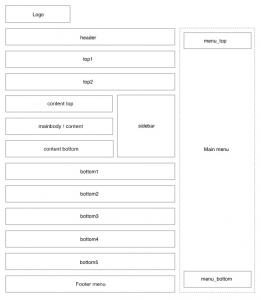 Logo
header
menu_top
top1
top2
content top
mainbody / content
content bottom
sidebar
Main menu
bottom1
bottom2
bottom3
bottom4
bottom5
menu_bottom
Footer menu